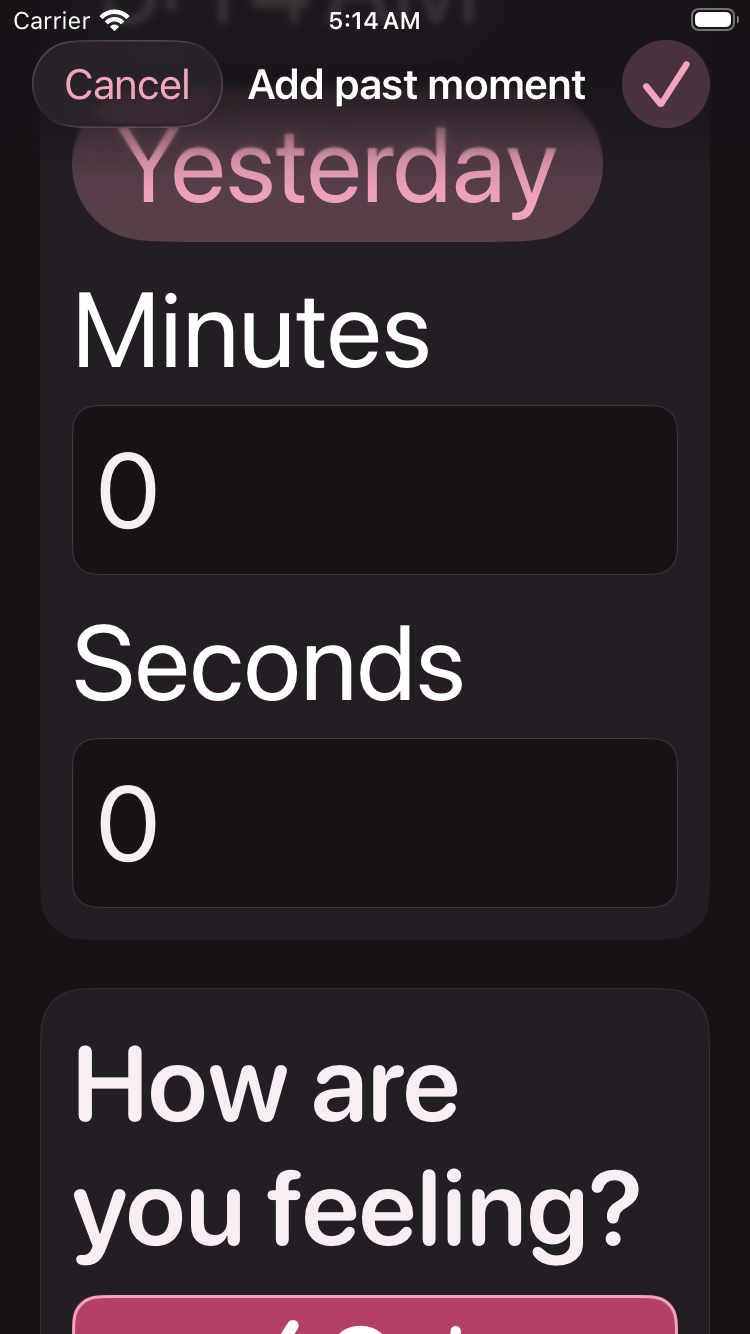 Carrier 5:14 AM
Cancel Add past moment
Yesterday
Minutes
0
Seconds
0
How are
you feeling?